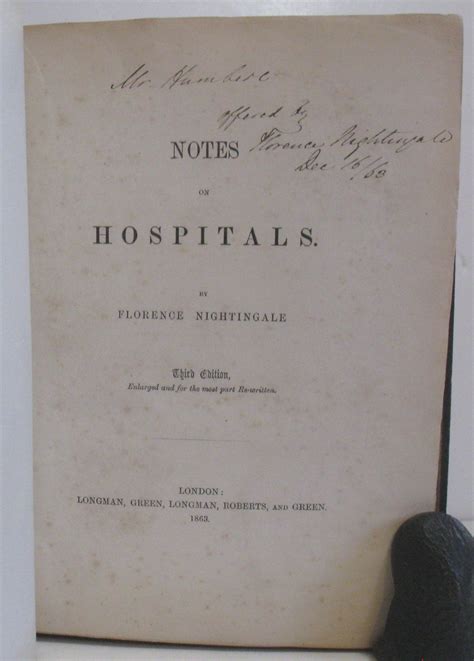 Mr Humbert
offered by
Florence Nightingale
Dec 16/63
NOTES
ON
HOSPITALS.
BY
FLORENCE NIGHTINGALE
Third Edition,
Enlarged and for the most part Re-written.
LONDON:
LONGMAN, GREEN, LONGMAN, ROBERTS, AND GREEN.
1863.